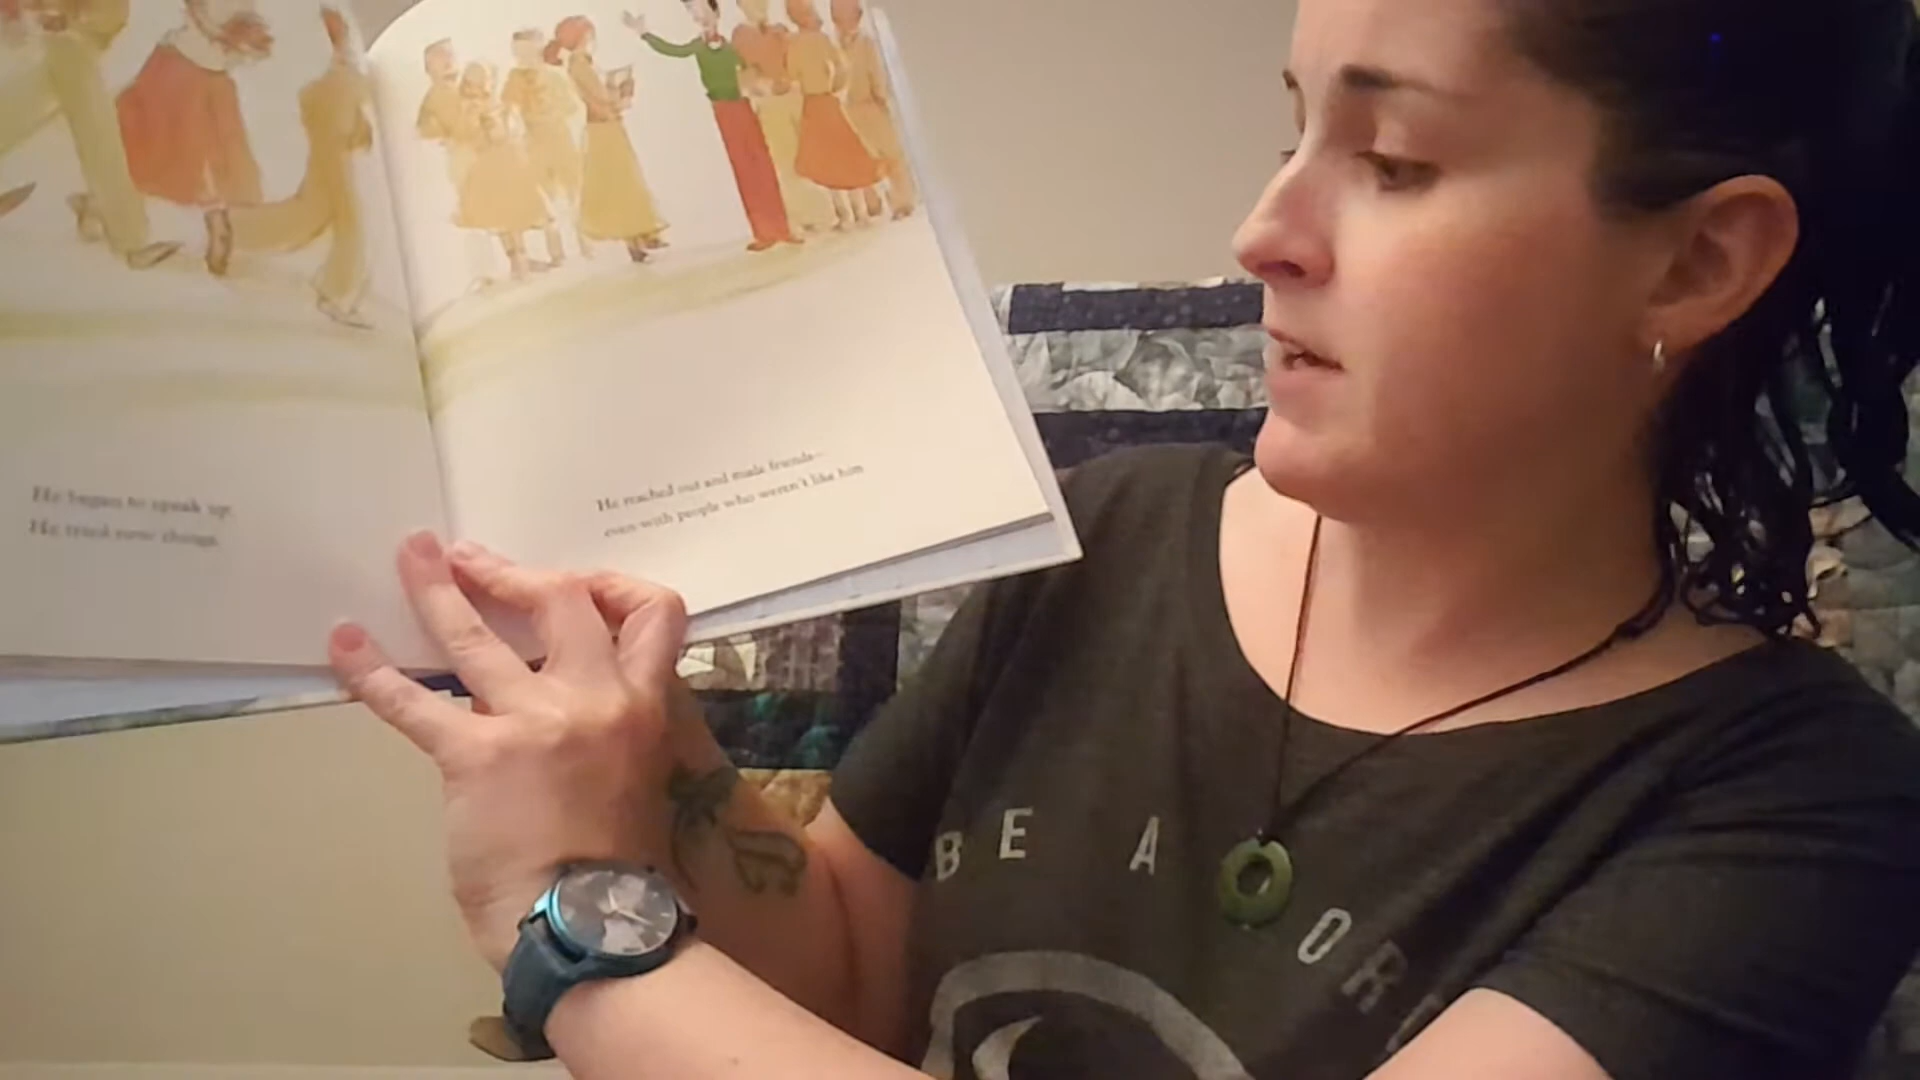 He began to speak up.
He tried new things.
He reached out and made friends—
even with people who weren't like him
BE A
OR